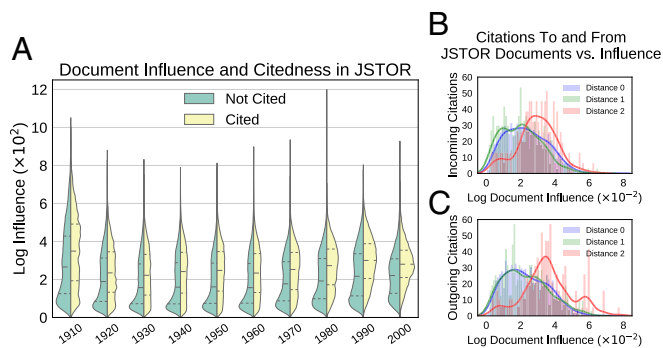 A
Document Influence and Citedness in JSTOR
Log Influence (×10²)
12
10
8
6
4
2
0
Not Cited
Cited
1910
1920
1930
1940
1950
1960
1970
1980
1990
2000
B
Citations To and From
JSTOR Documents vs. Influence
Incoming Citations
60
50
40
30
20
10
0
Distance 0
Distance 1
Distance 2
0 2 4 6 8
Log Document Influence (×10⁻²)
C
Outgoing Citations
60
50
40
30
20
10
0
Distance 0
Distance 1
Distance 2
0 2 4 6 8
Log Document Influence (×10⁻²)